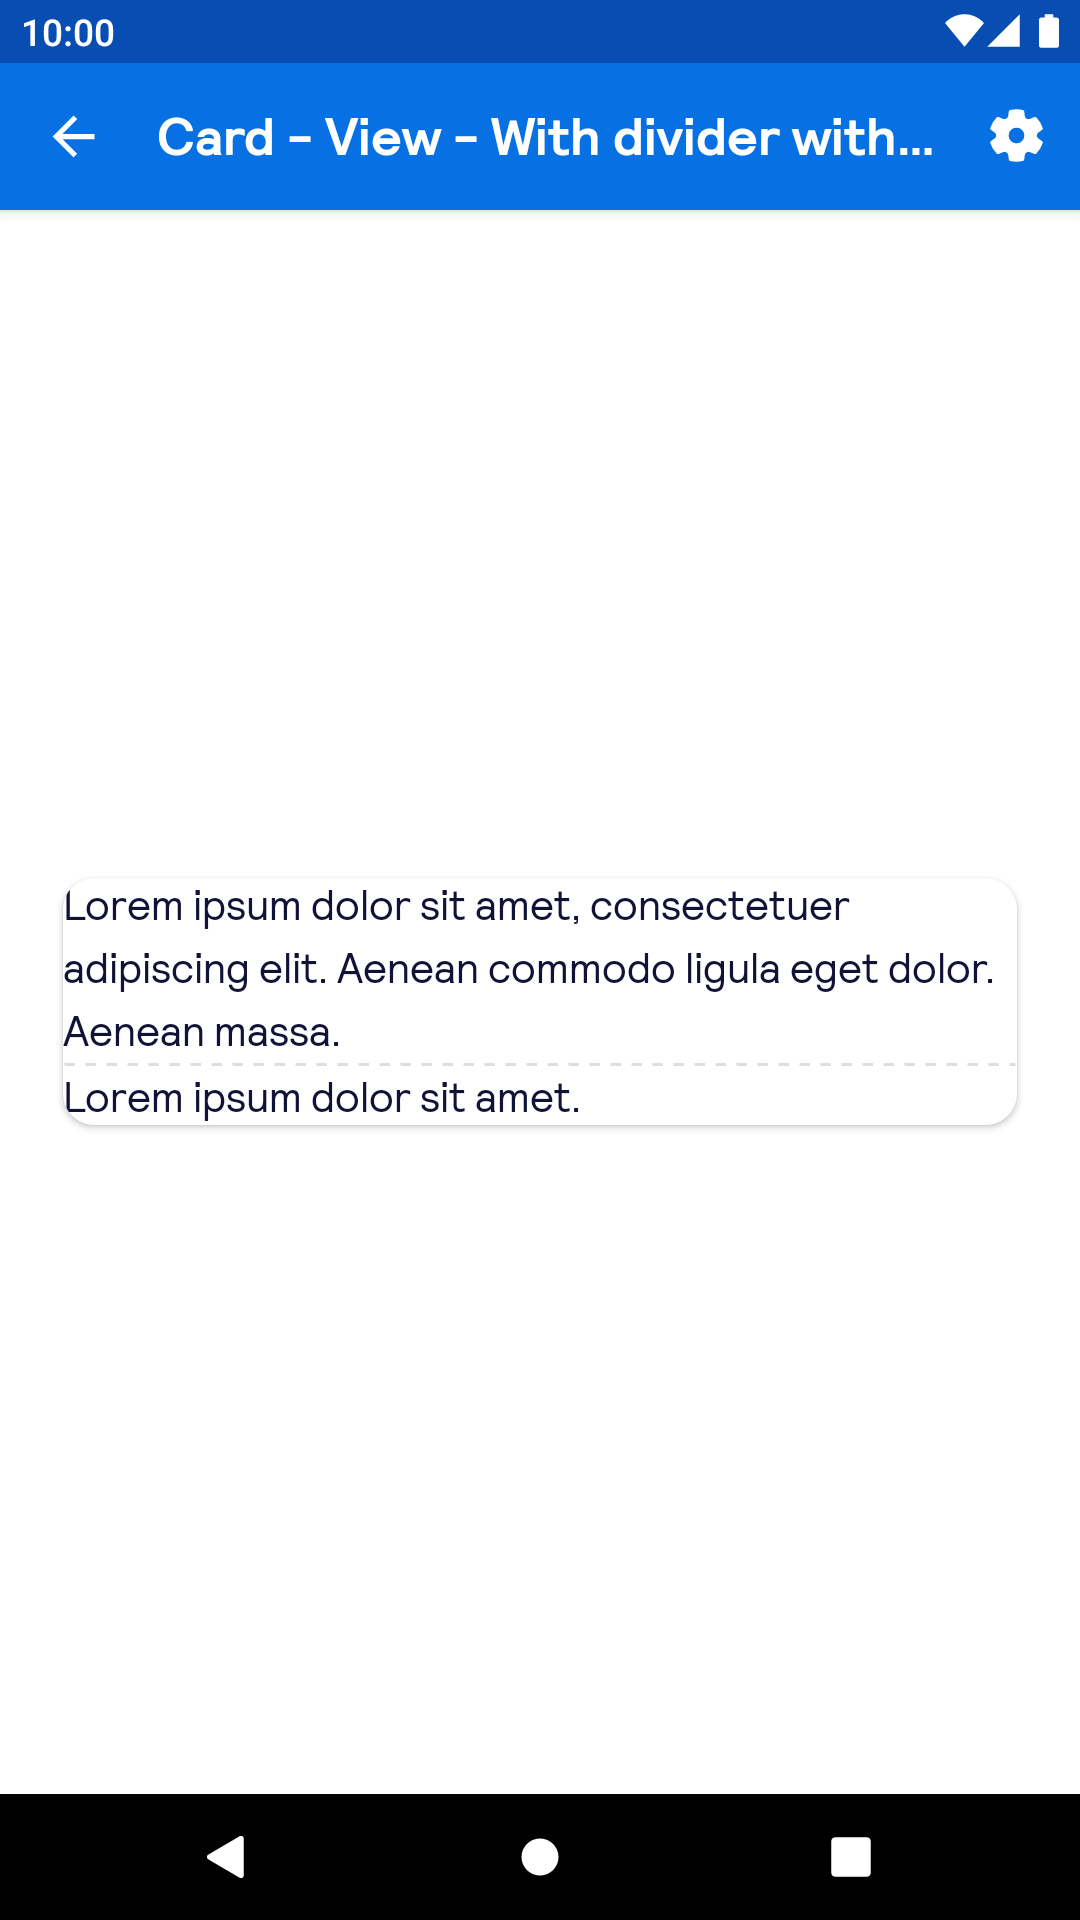 10:00
Card - View - With divider with...
Lorem ipsum dolor sit amet, consectetuer
adipiscing elit. Aenean commodo ligula eget dolor.
Aenean massa.
Lorem ipsum dolor sit amet.